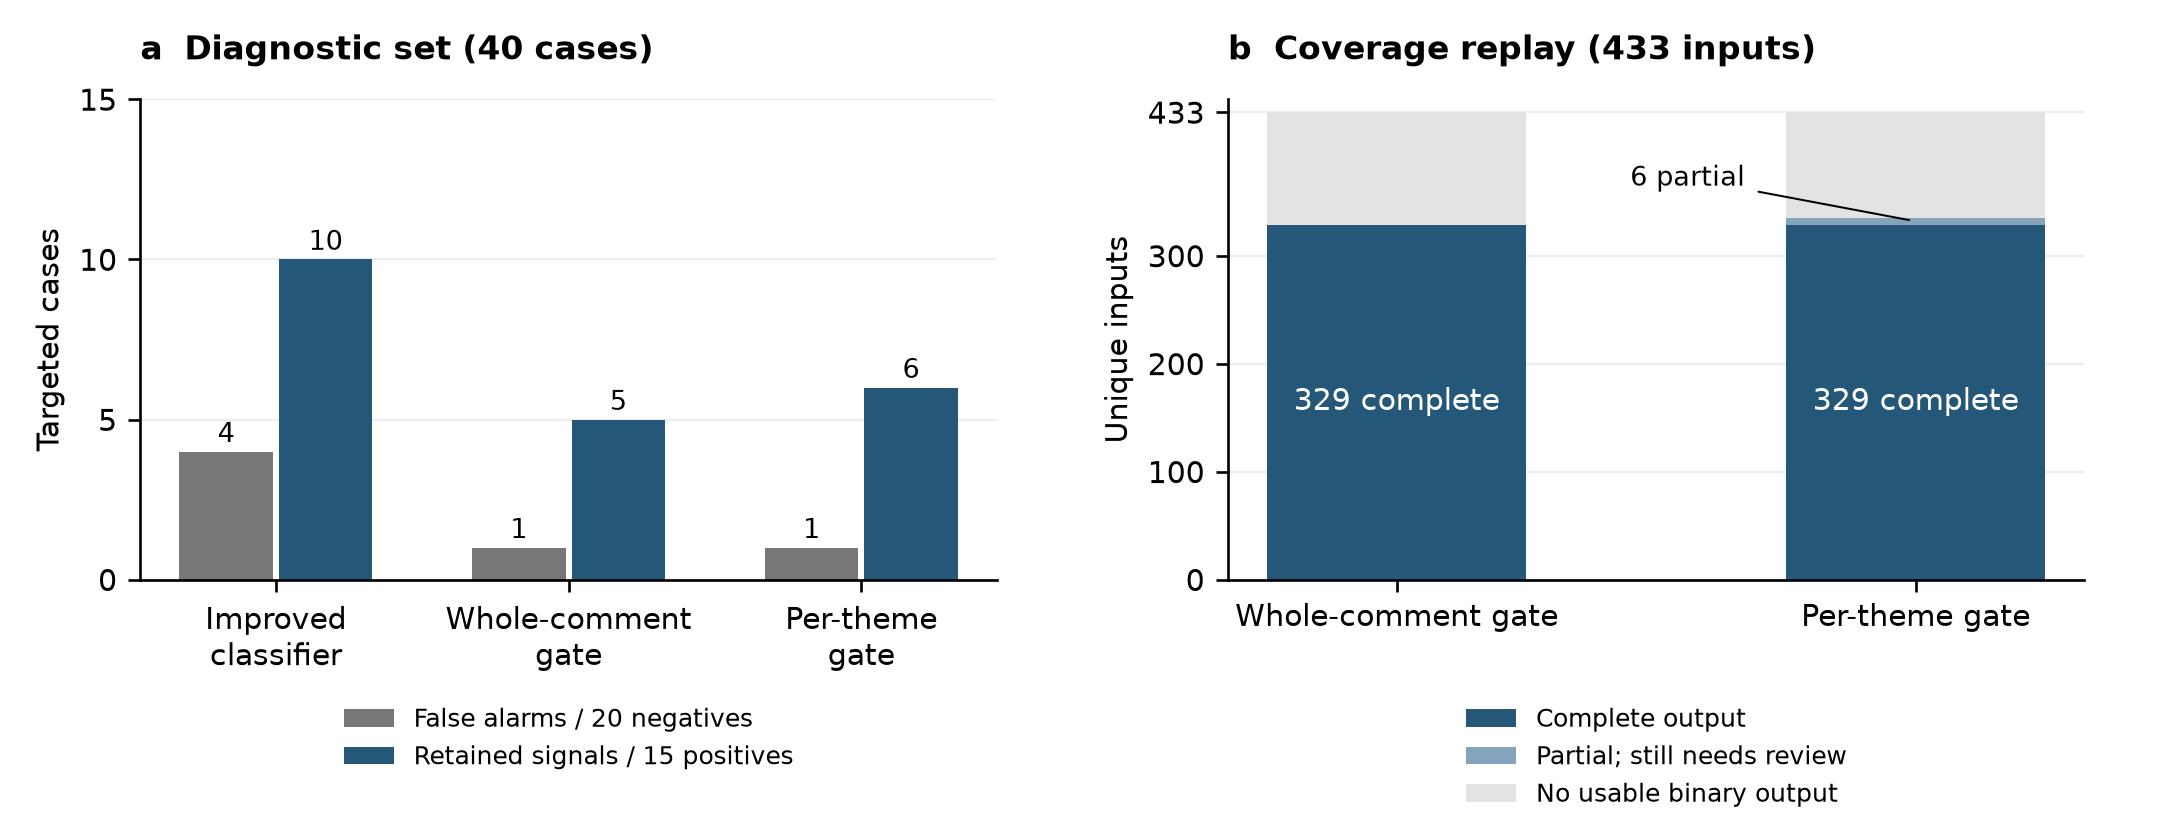 a Diagnostic set (40 cases)
15
10
5
0
Targeted cases
4
10
1
5
1
6
Improved
classifier
Whole-comment
gate
Per-theme
gate
False alarms / 20 negatives
Retained signals / 15 positives
b Coverage replay (433 inputs)
433
300
200
100
0
Unique inputs
6 partial
329 complete
329 complete
Whole-comment gate
Per-theme gate
Complete output
Partial; still needs review
No usable binary output